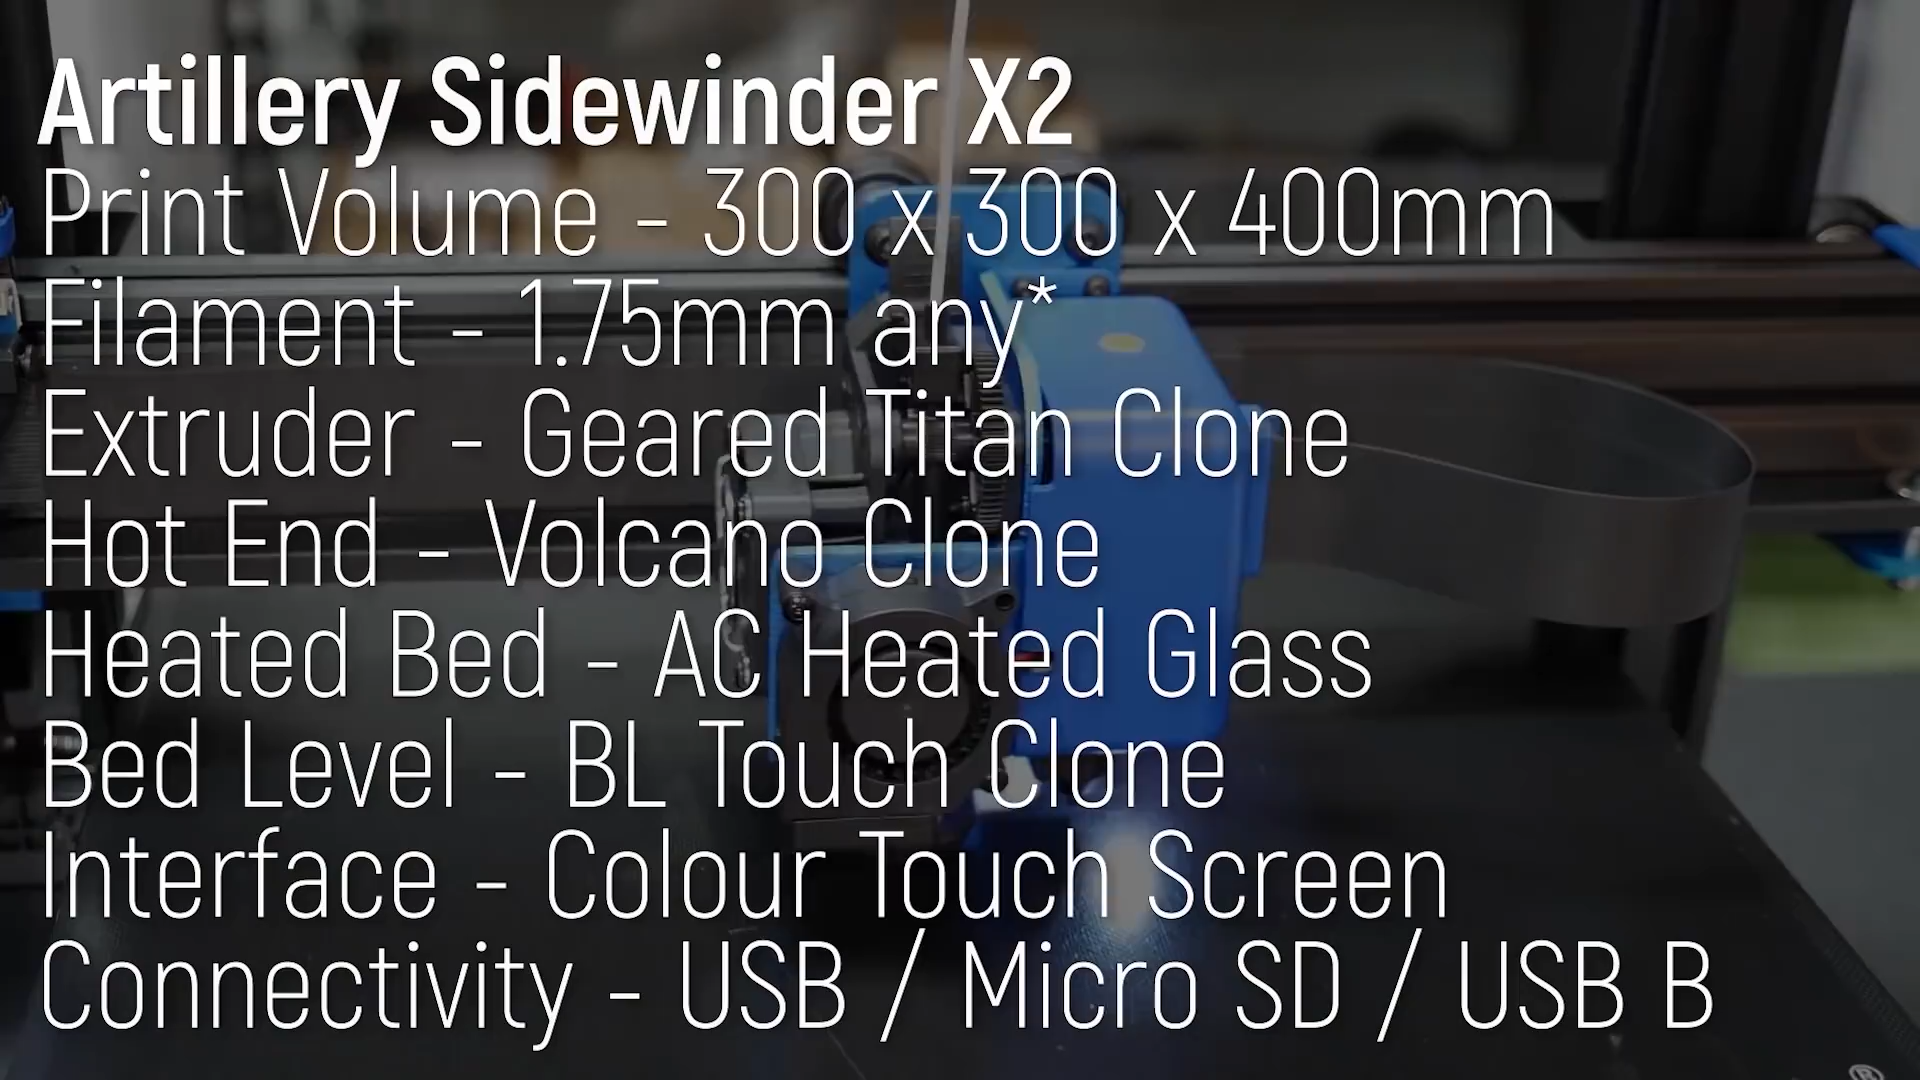 Artillery Sidewinder X2
Print Volume - 300 x 300 x 400mm
Filament - 1.75mm any*
Extruder - Geared Titan Clone
Hot End - Volcano Clone
Heated Bed - AC Heated Glass
Bed Level - BL Touch Clone
Interface - Colour Touch Screen
Connectivity - USB / Micro SD / USB B
®